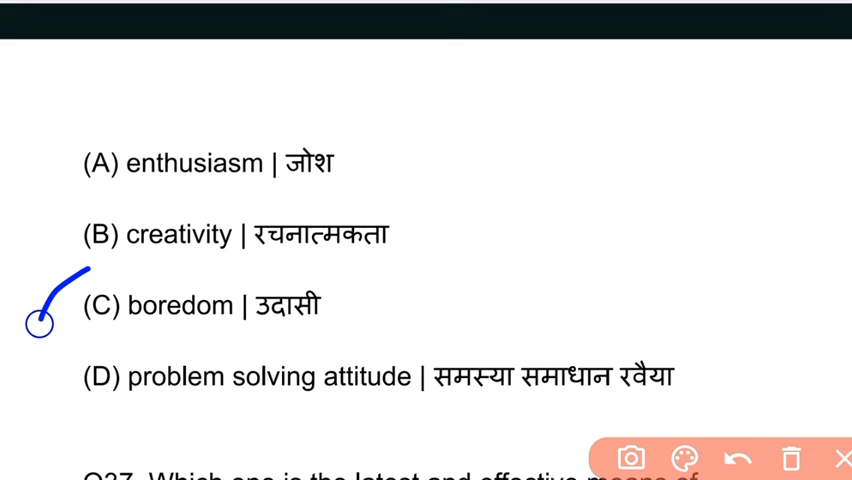 (A) enthusiasm | जोश
(B) creativity | रचनात्मकता
(C) boredom | उदासी
(D) problem solving attitude | समस्या समाधान रवैया
Q37. Which one is the latest and effective means of